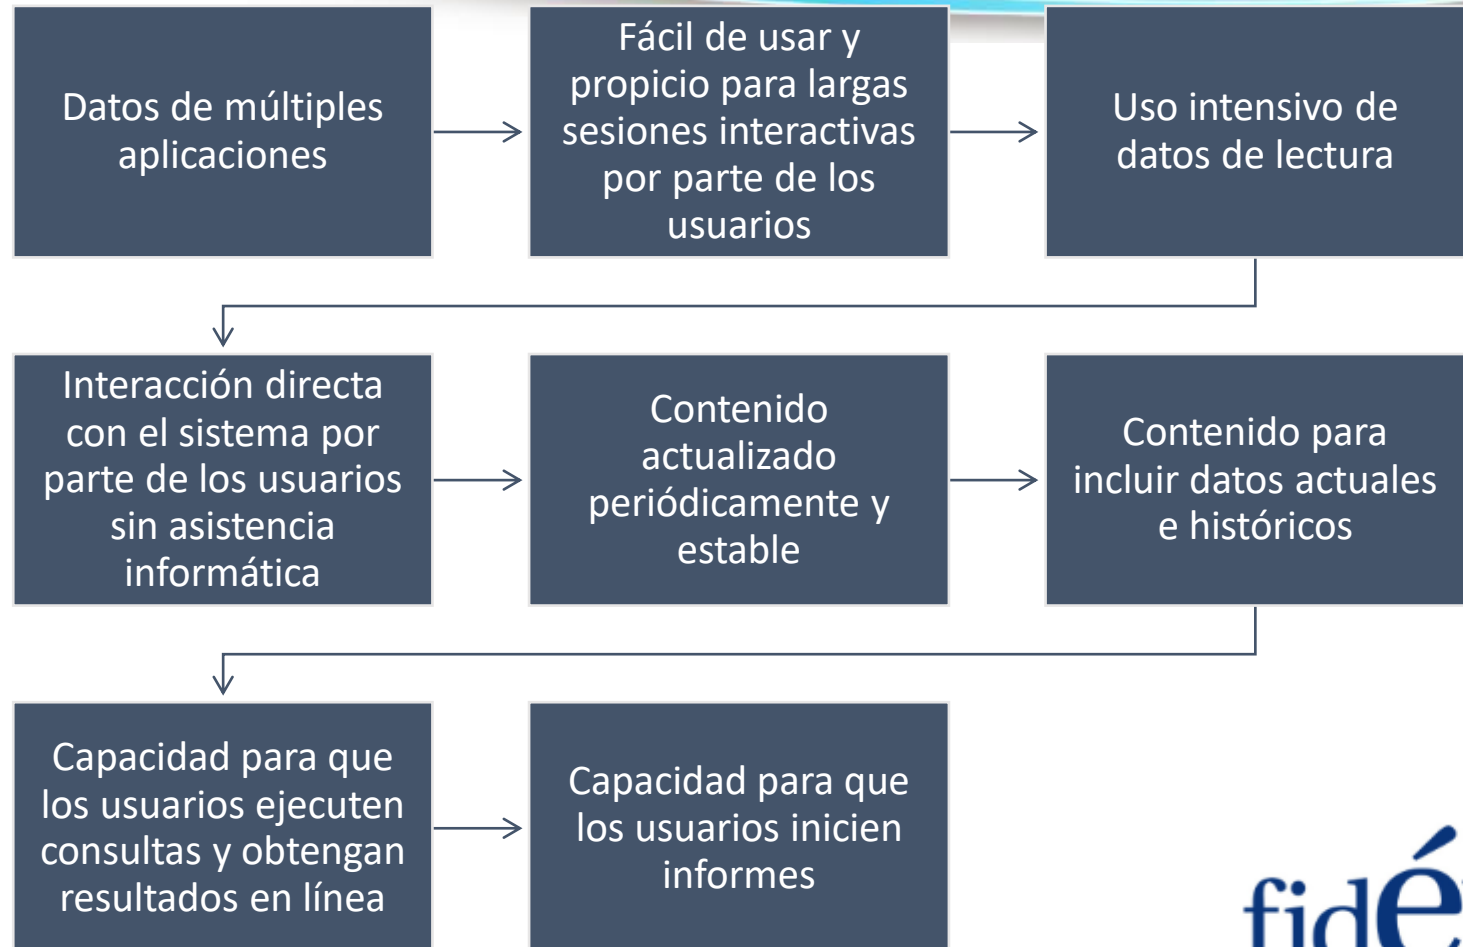 Datos de múltiples
aplicaciones
Fácil de usar y
propicio para largas
sesiones interactivas
por parte de los
usuarios
Uso intensivo de
datos de lectura
Interacción directa
con el sistema por
parte de los usuarios
sin asistencia
informática
Contenido
actualizado
periódicamente y
estable
Contenido para
incluir datos actuales
e históricos
Capacidad para que
los usuarios ejecuten
consultas y obtengan
resultados en línea
Capacidad para que
los usuarios inicien
informes
fidé